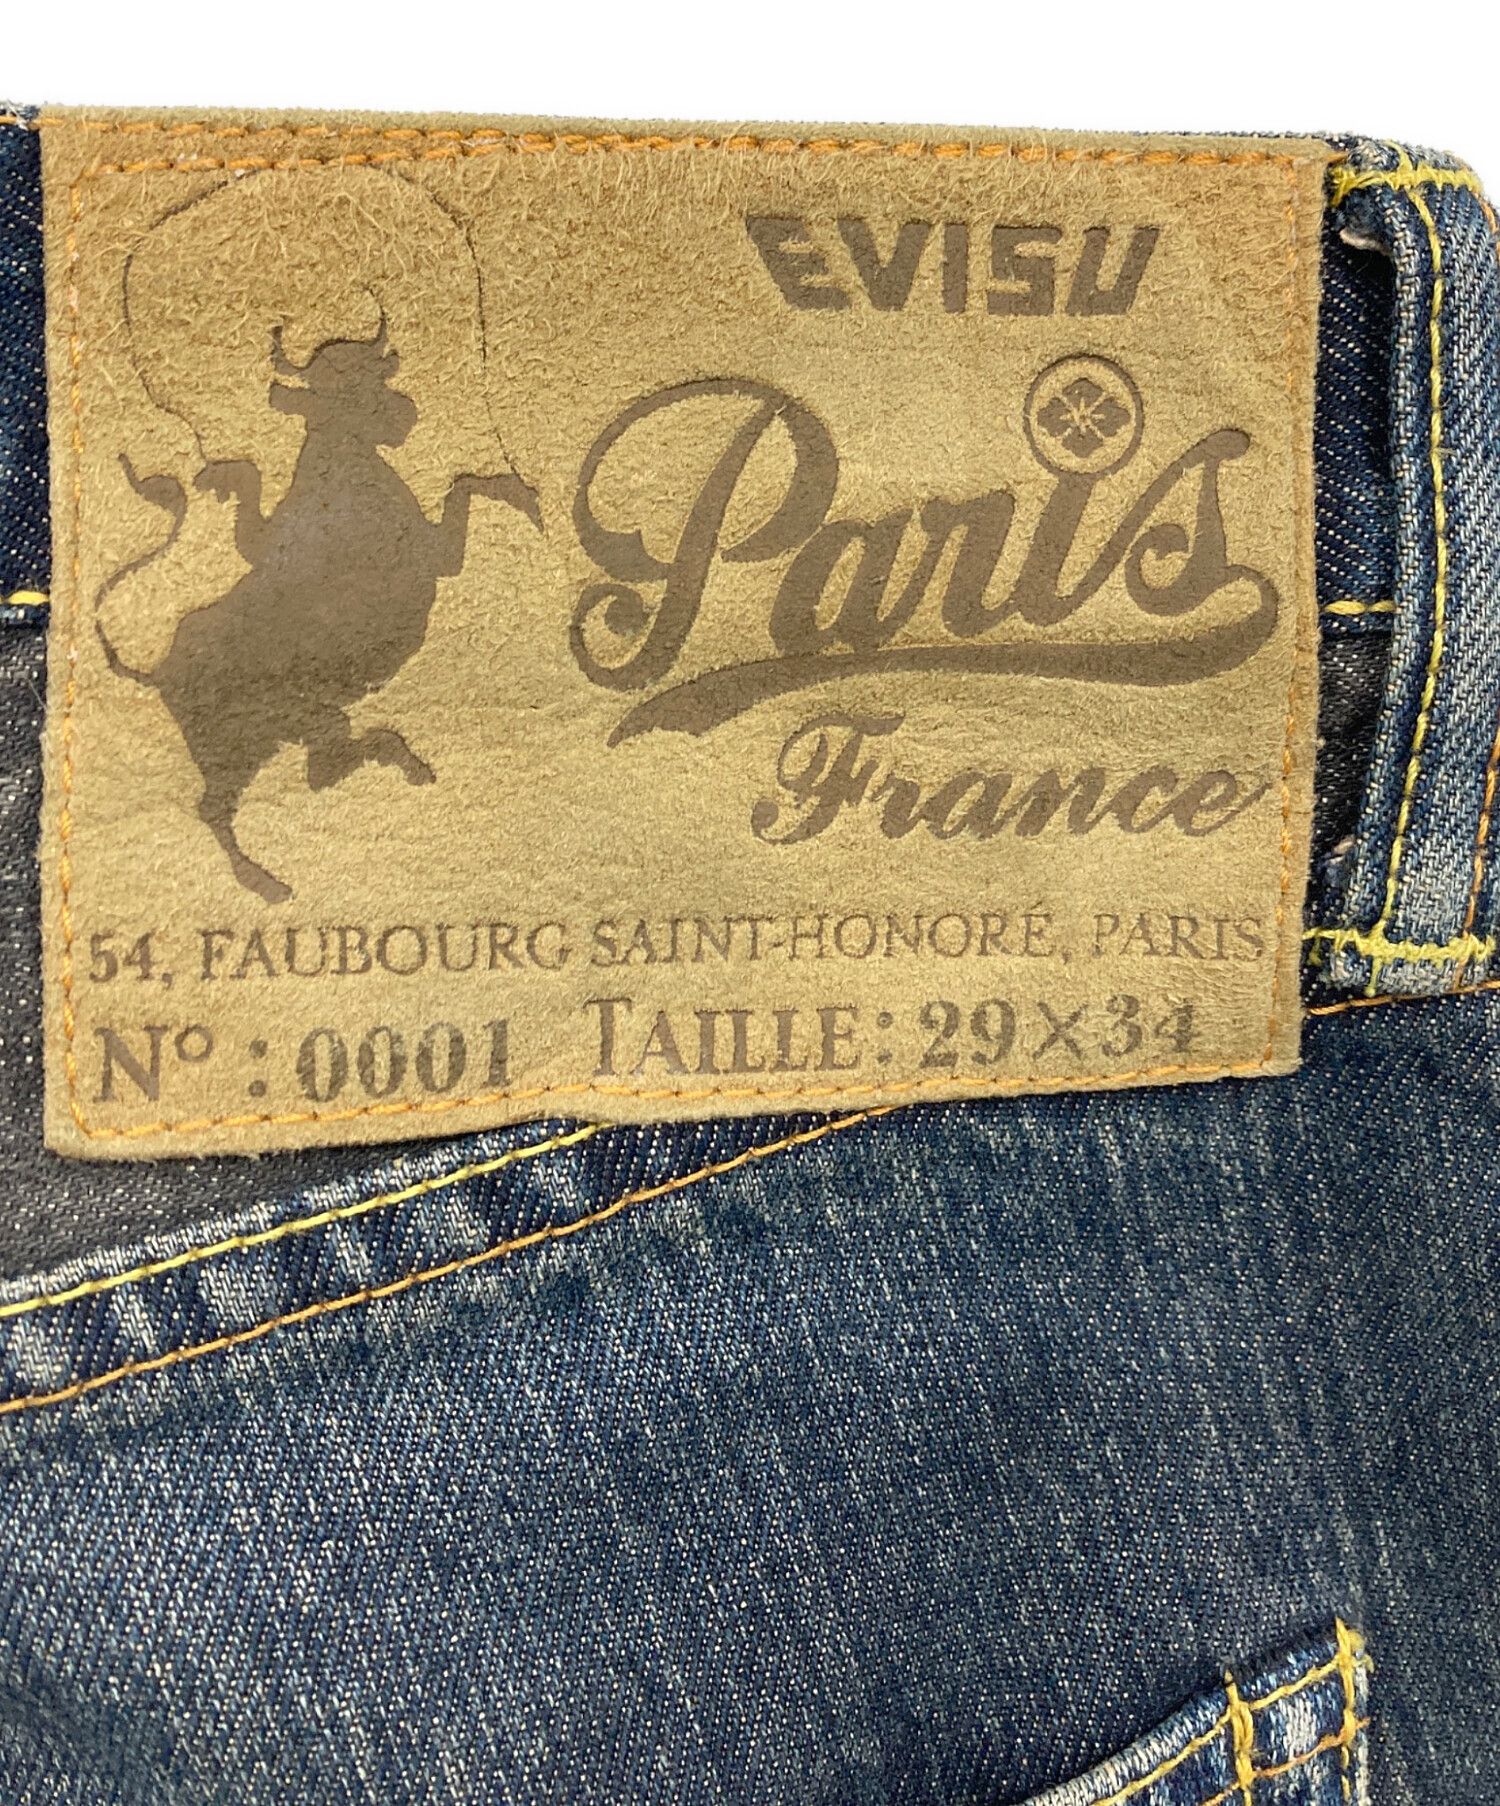 EVISU
Paris
France
54, FAUBOURG SAINT-HONORÉ, PARIS
N° : 0001 TAILLE: 29×34